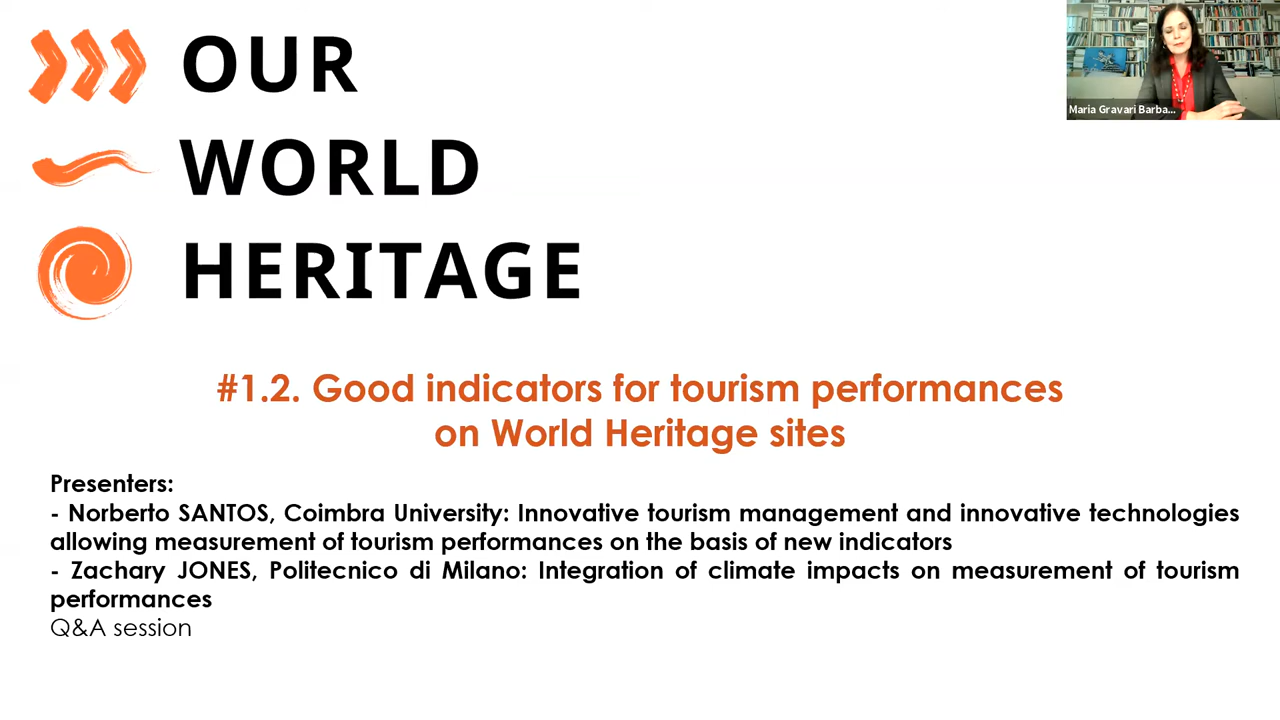 OUR
WORLD
HERITAGE
Maria Gravari Barba...
#1.2. Good indicators for tourism performances
on World Heritage sites
Presenters:
- Norberto SANTOS, Coimbra University: Innovative tourism management and innovative technologies
allowing measurement of tourism performances on the basis of new indicators
- Zachary JONES, Politecnico di Milano: Integration of climate impacts on measurement of tourism
performances
Q&A session